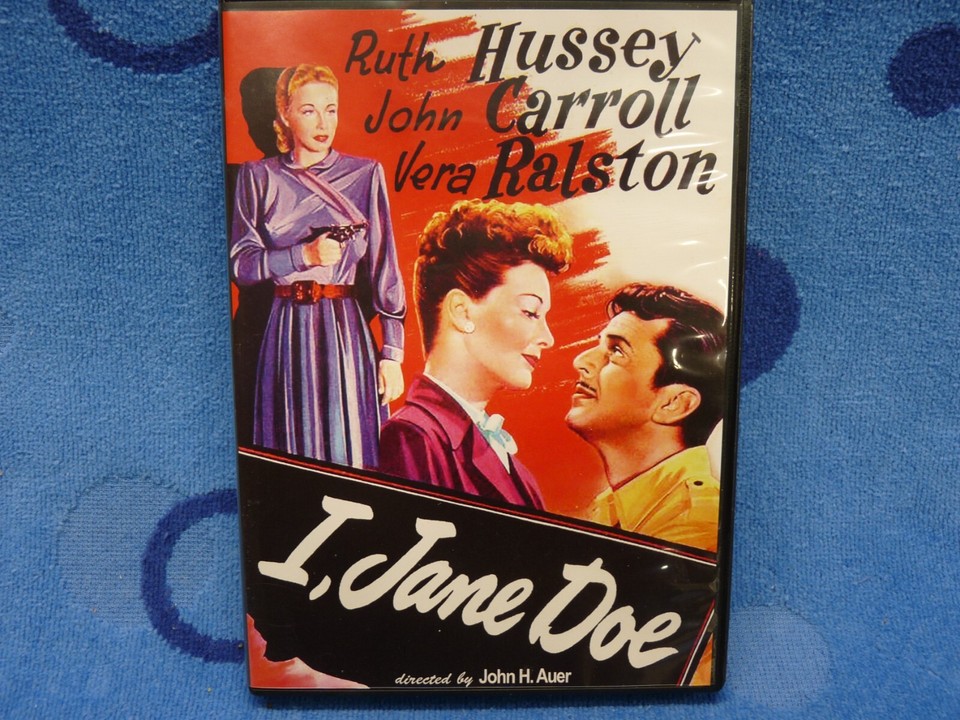 Ruth Hussey
John Carroll
Vera Ralston
I, Jane Doe
directed by John H. Auer